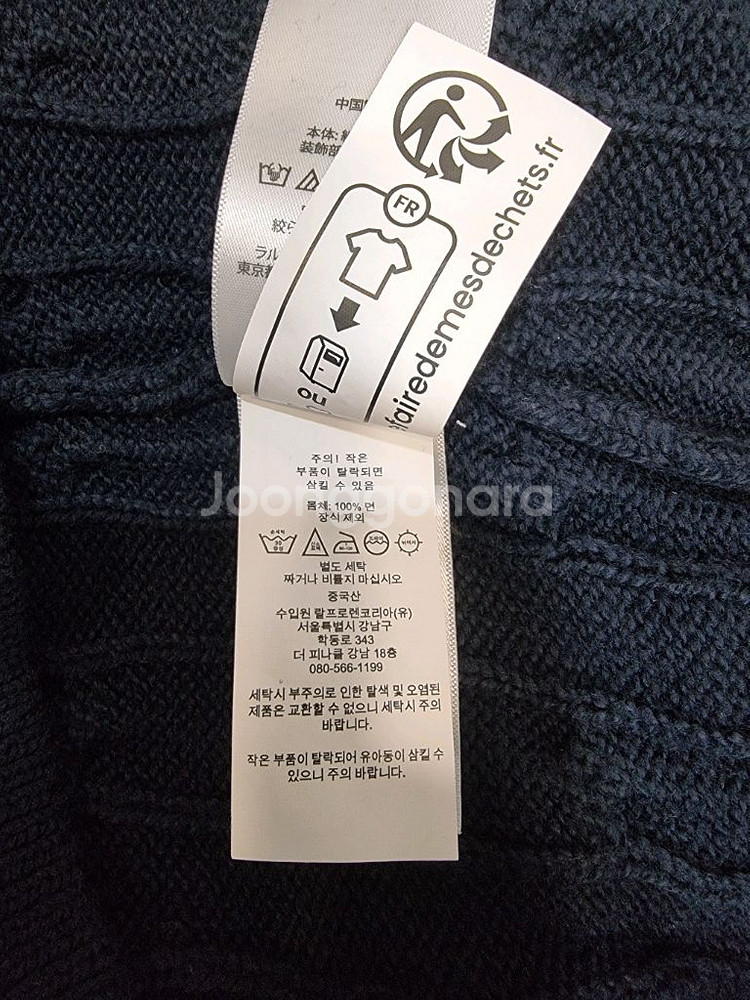 中国
本体:
装飾部
絞ら
ラル
東京都
FR
ou
fairedemesdechets.fr
주의! 작은
부품이 탈락되면
삼킬 수 있음
몸체: 100% 면
장식 제외
별도 세탁
짜거나 비틀지 마십시오
중국산
수입원 랄프로렌코리아(유)
서울특별시 강남구
학동로 343
더 피나클 강남 18층
080-566-1199
세탁시 부주의로 인한 탈색 및 오염된
제품은 교환할 수 없으니 세탁시 주의
바랍니다.
작은 부품이 탈락되어 유아동이 삼킬 수
있으니 주의 바랍니다.
Joonggonara